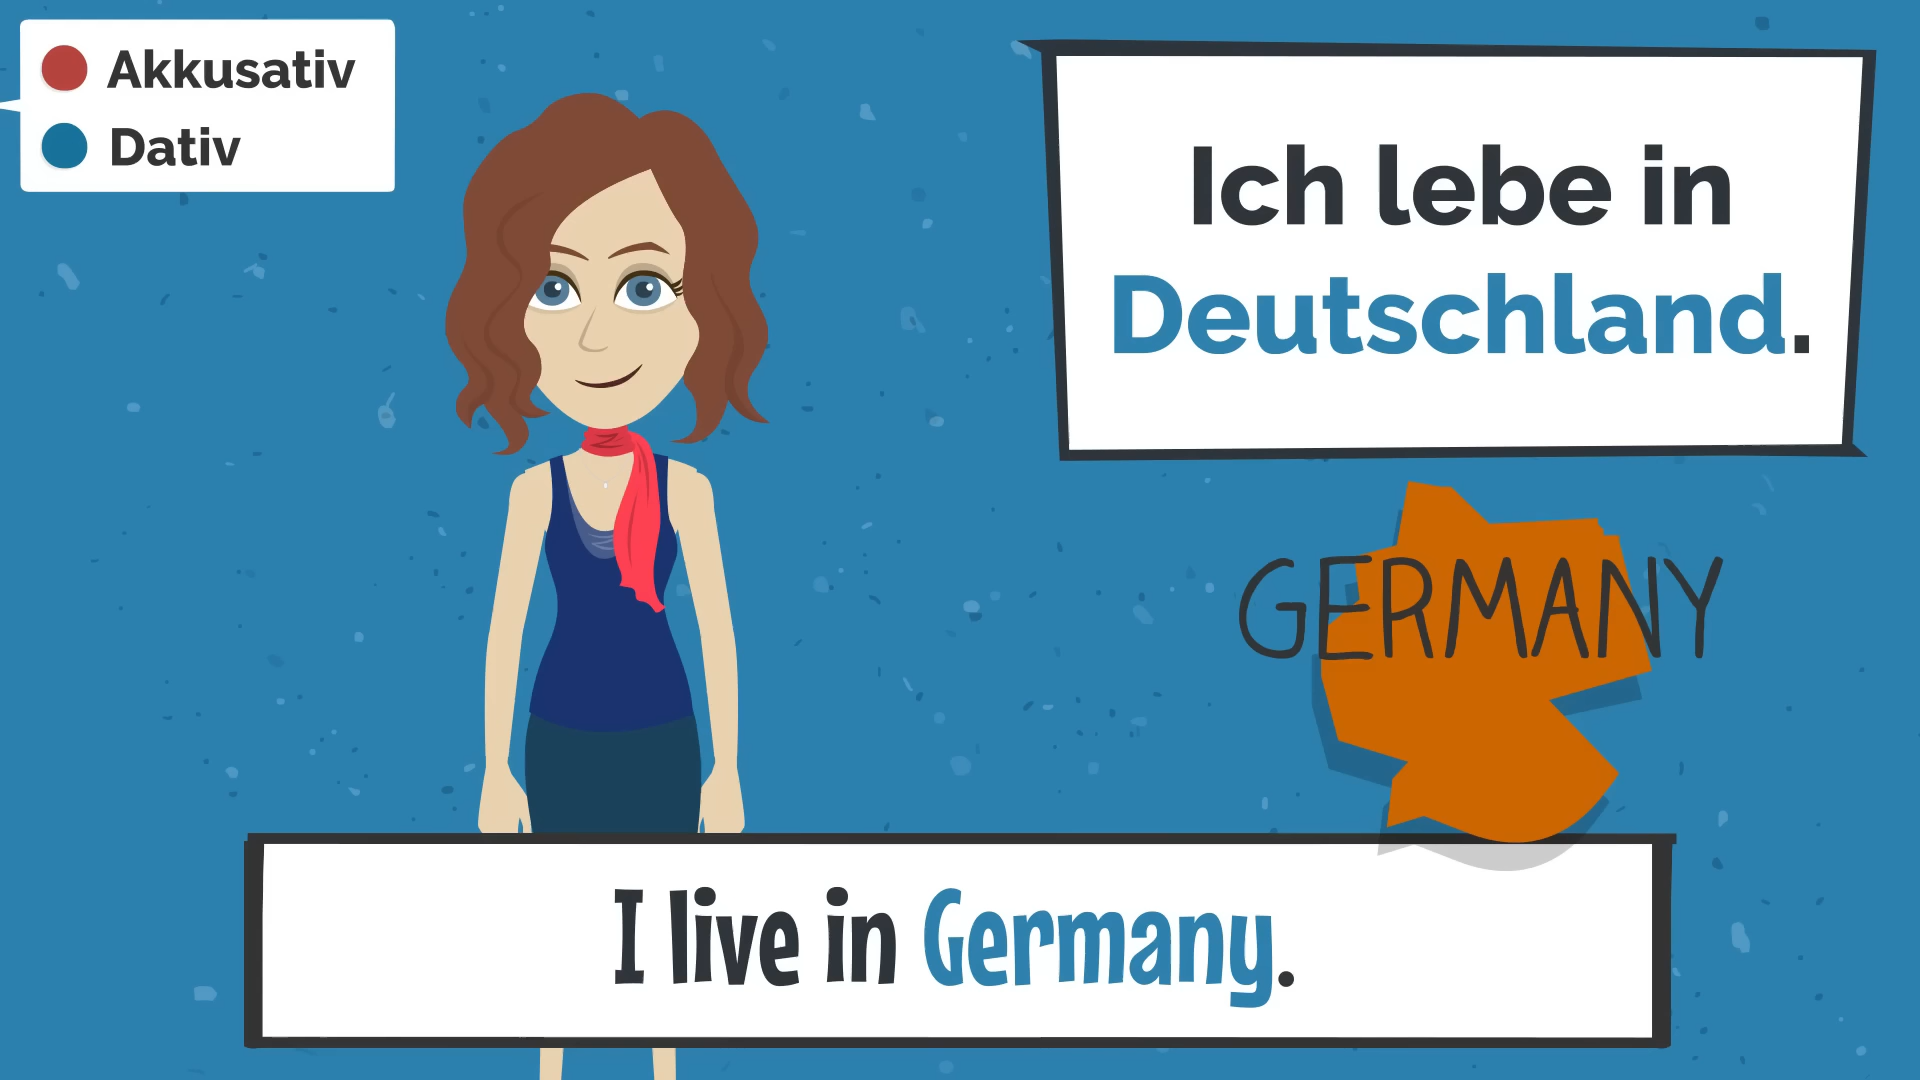 Akkusativ
Dativ
Ich lebe in
Deutschland.
GERMANY
I live in Germany.